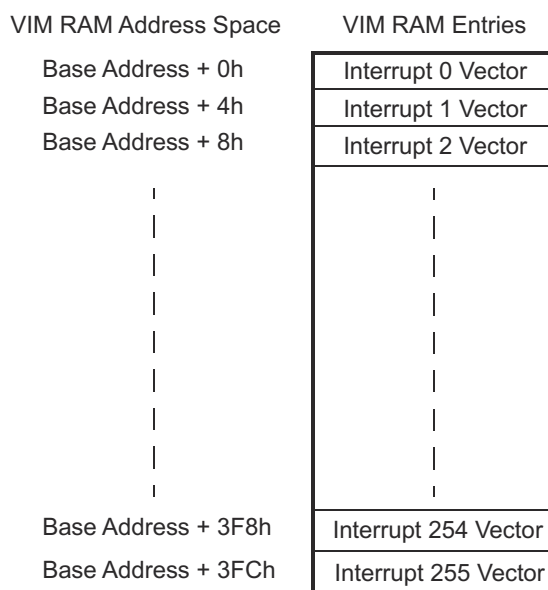 VIM RAM Address Space VIM RAM Entries
Base Address + 0h Interrupt 0 Vector
Base Address + 4h Interrupt 1 Vector
Base Address + 8h Interrupt 2 Vector
Base Address + 3F8h Interrupt 254 Vector
Base Address + 3FCh Interrupt 255 Vector